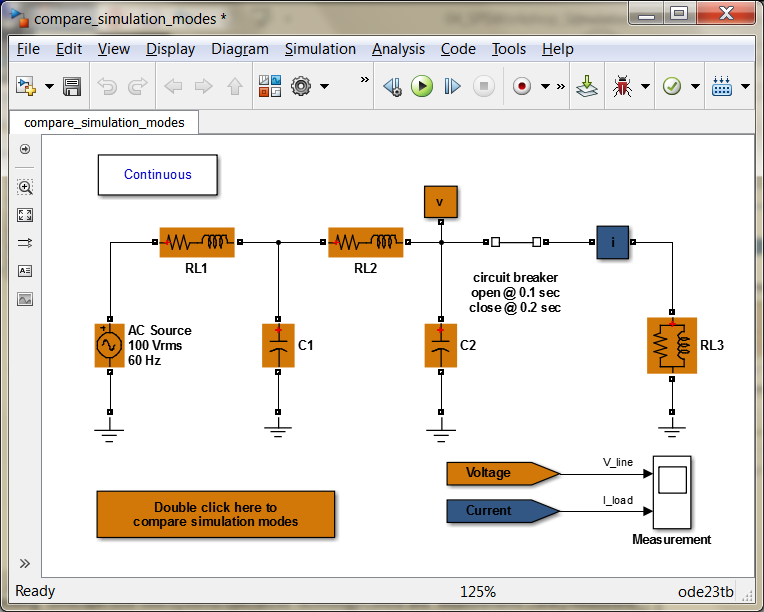 compare_simulation_modes *
File Edit View Display Diagram Simulation Analysis Code Tools Help
» »
compare_simulation_modes
Continuous
v
i
RL1
RL2
circuit breaker
open @ 0.1 sec
close @ 0.2 sec
AC Source
100 Vrms
60 Hz
C1
C2
RL3
Voltage
V_line
Current
I_load
Measurement
Double click here to
compare simulation modes
»
Ready 125% ode23tb